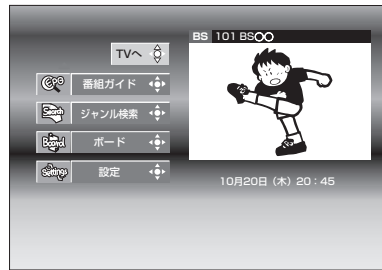 BS 101 BS○○
TVへ
EPG 番組ガイド
Search ジャンル検索
Board ボード
Settings 設定
10月20日（木）20：45